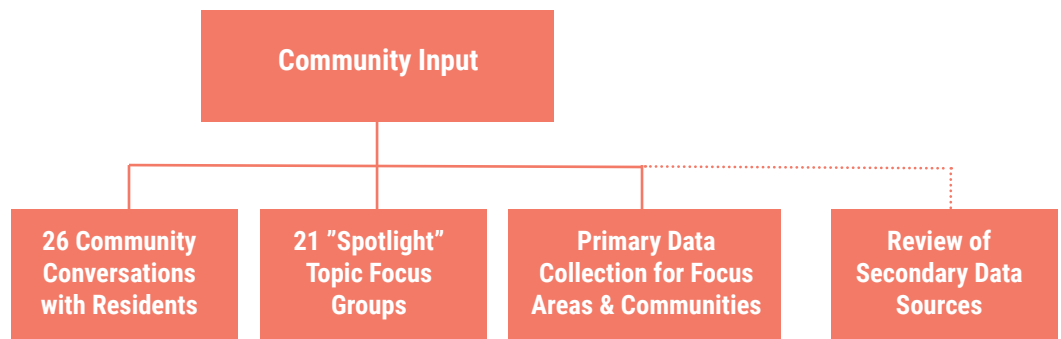 Community Input
26 Community
Conversations
with Residents
21 ”Spotlight”
Topic Focus
Groups
Primary Data
Collection for Focus
Areas & Communities
Review of
Secondary Data
Sources